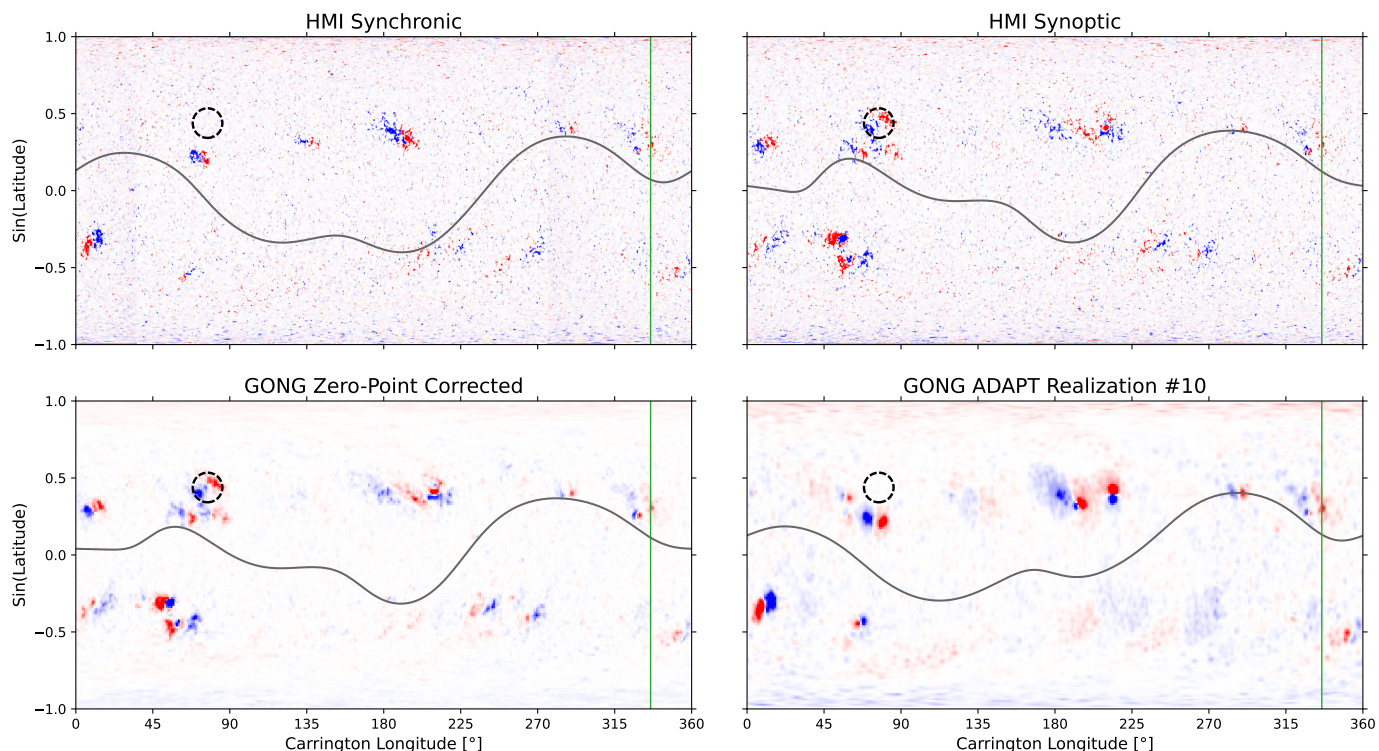 HMI Synchronic
HMI Synoptic
1.0
0.5
0.0
−0.5
−1.0
Sin(Latitude)
GONG Zero-Point Corrected
GONG ADAPT Realization #10
1.0
0.5
0.0
−0.5
−1.0
Sin(Latitude)
0 45 90 135 180 225 270 315 360
0 45 90 135 180 225 270 315 360
Carrington Longitude [°]
Carrington Longitude [°]